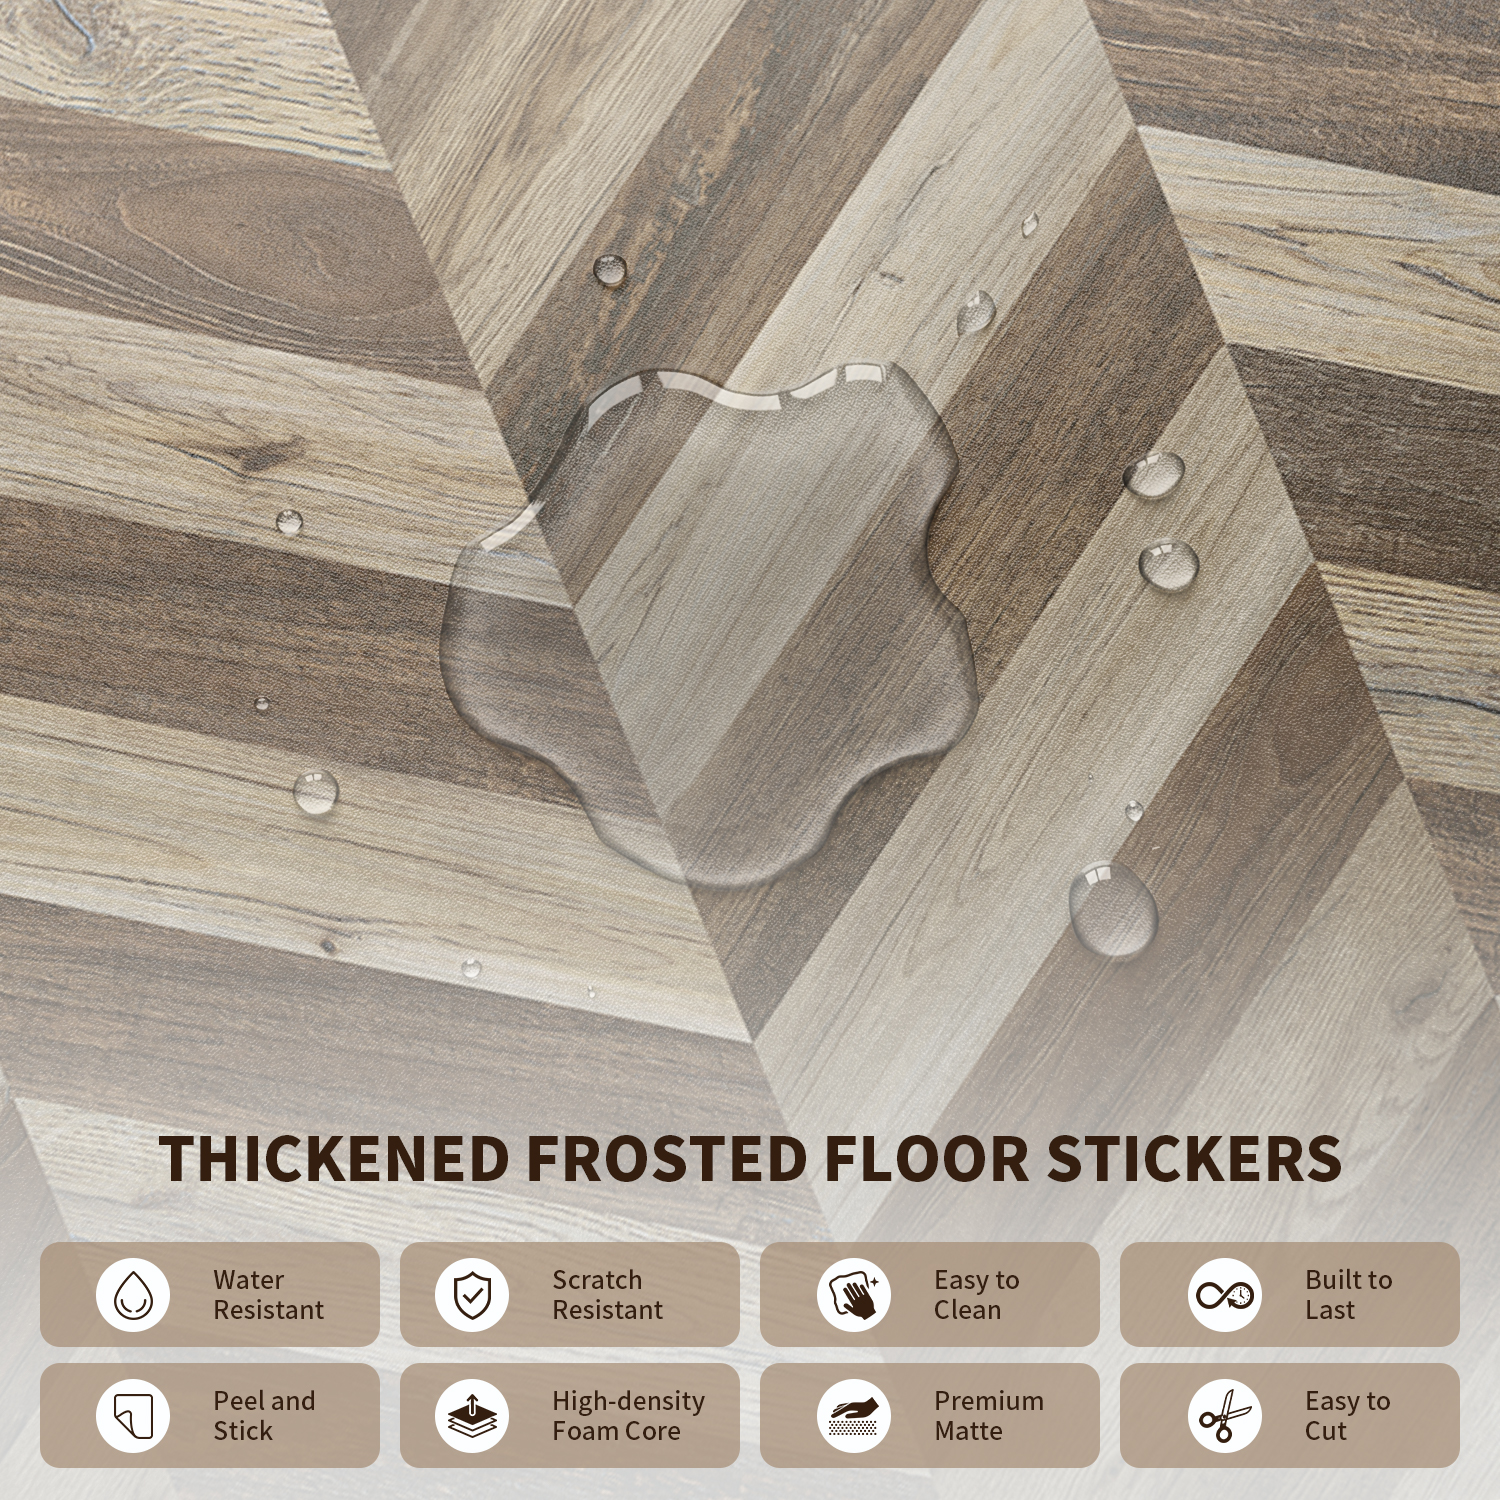 THICKENED FROSTED FLOOR STICKERS
Water
Resistant
Scratch
Resistant
Easy to
Clean
Built to
Last
Peel and
Stick
High-density
Foam Core
Premium
Matte
Easy to
Cut